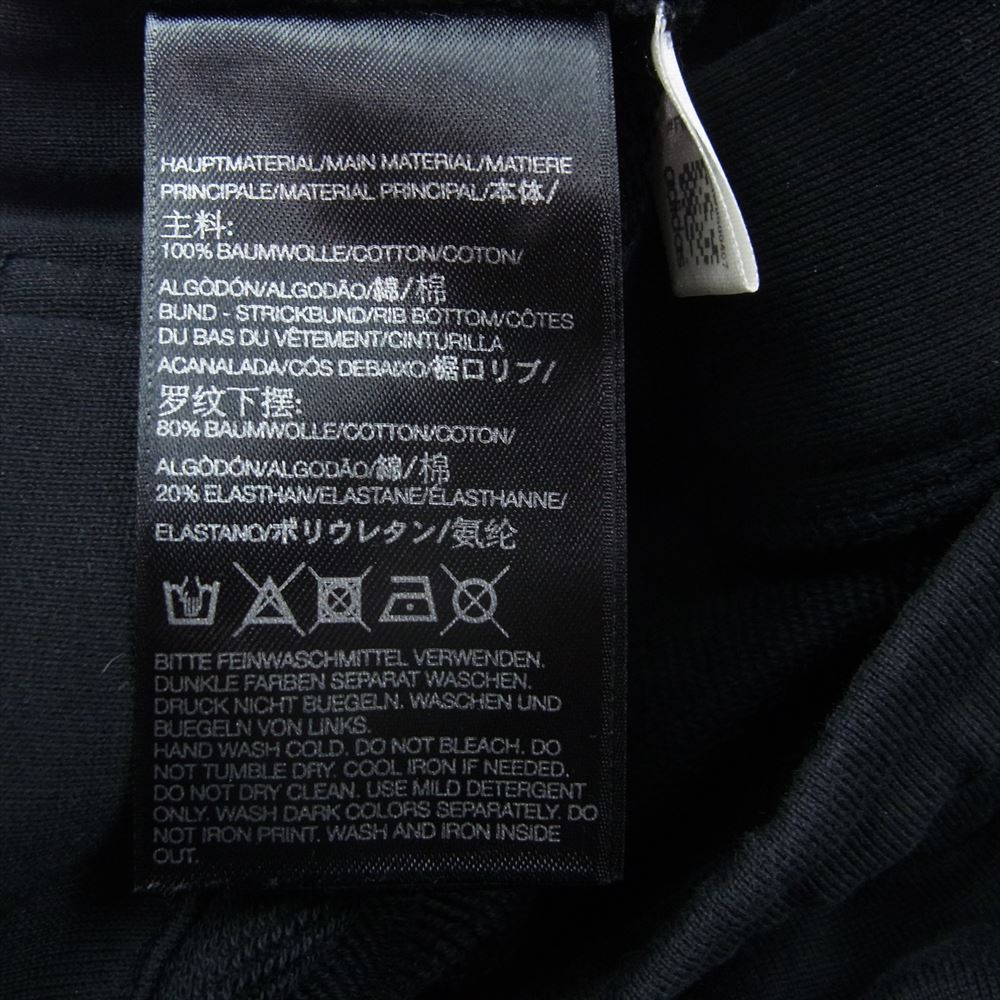 HAUPTMATERIAL/MAIN MATERIAL/MATIERE
PRINCIPALE/MATERIAL PRINCIPAL/本体/
主料:
100% BAUMWOLLE/COTTON/COTON/
ALGÒDÓN/ALGODÃO/綿/棉
BUND - STRICKBUND/RIB BOTTOM/CÔTES
DU BAS DU VÊTEMENT/CINTURILLA
ACANALADA/CÓS DEBAIXO/裾口リブ/
罗纹下摆:
80% BAUMWOLLE/COTTON/COTON/
ALGÒDÓN/ALGODÃO/綿/棉
20% ELASTHAN/ELASTANE/ÉLASTHANNE/
ELASTANO/ポリウレタン/氨纶
BITTE FEINWASCHMITTEL VERWENDEN.
DUNKLE FARBEN SEPARAT WASCHEN.
DRUCK NICHT BUEGELN. WASCHEN UND
BUEGELN VON LINKS.
HAND WASH COLD. DO NOT BLEACH. DO
NOT TUMBLE DRY. COOL IRON IF NEEDED.
DO NOT DRY CLEAN. USE MILD DETERGENT
ONLY. WASH DARK COLORS SEPARATELY. DO
NOT IRON PRINT. WASH AND IRON INSIDE
OUT.